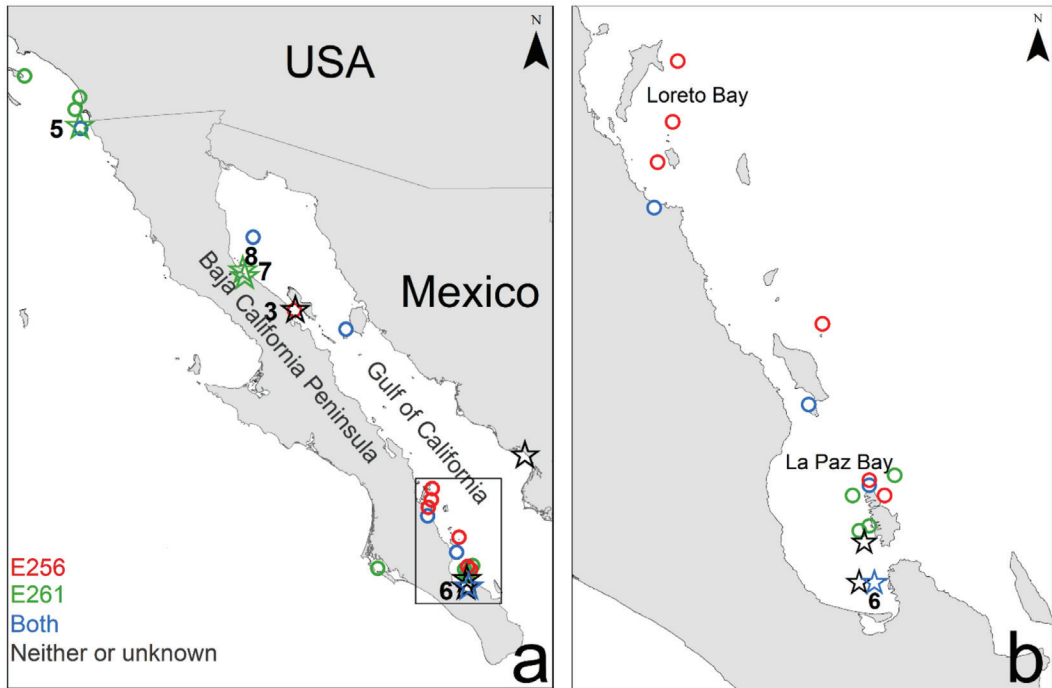 N
USA
5
8
7
3
Mexico
Baja California Peninsula
Gulf of California
6
E256
E261
Both
Neither or unknown
a
N
Loreto Bay
La Paz Bay
6
b